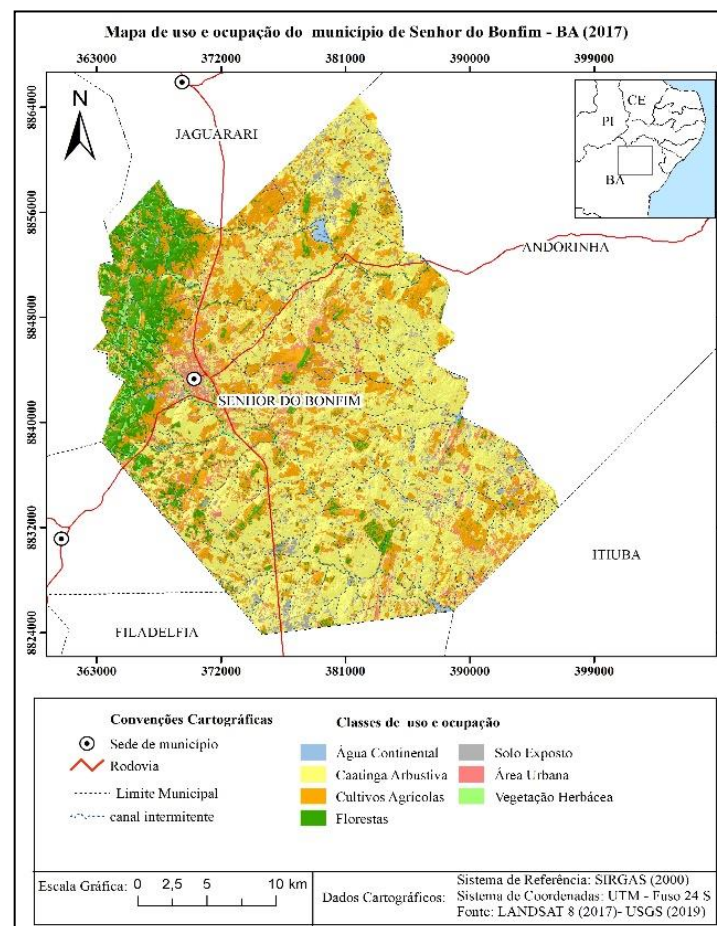 Mapa de uso e ocupação do município de Senhor do Bonfim - BA (2017)
363000 372000 381000 390000 399000
8864000
8856000
8848000
8840000
8832000
8824000
N
JAGUARARI
CE
PI
BA
ANDORINHA
SENHOR DO BONFIM
ITIUBA
FILADELFIA
363000 372000 381000 390000 399000
Convenções Cartográficas
Sede de município
Rodovia
Limite Municipal
canal intermitente
Classes de uso e ocupação
Água Continental
Caatinga Arbustiva
Cultivos Agrícolas
Florestas
Solo Exposto
Área Urbana
Vegetação Herbácea
Escala Gráfica: 0 2,5 5 10 km
Dados Cartográficos:
Sistema de Referência: SIRGAS (2000)
Sistema de Coordenadas: UTM - Fuso 24 S
Fonte: LANDSAT 8 (2017)- USGS (2019)